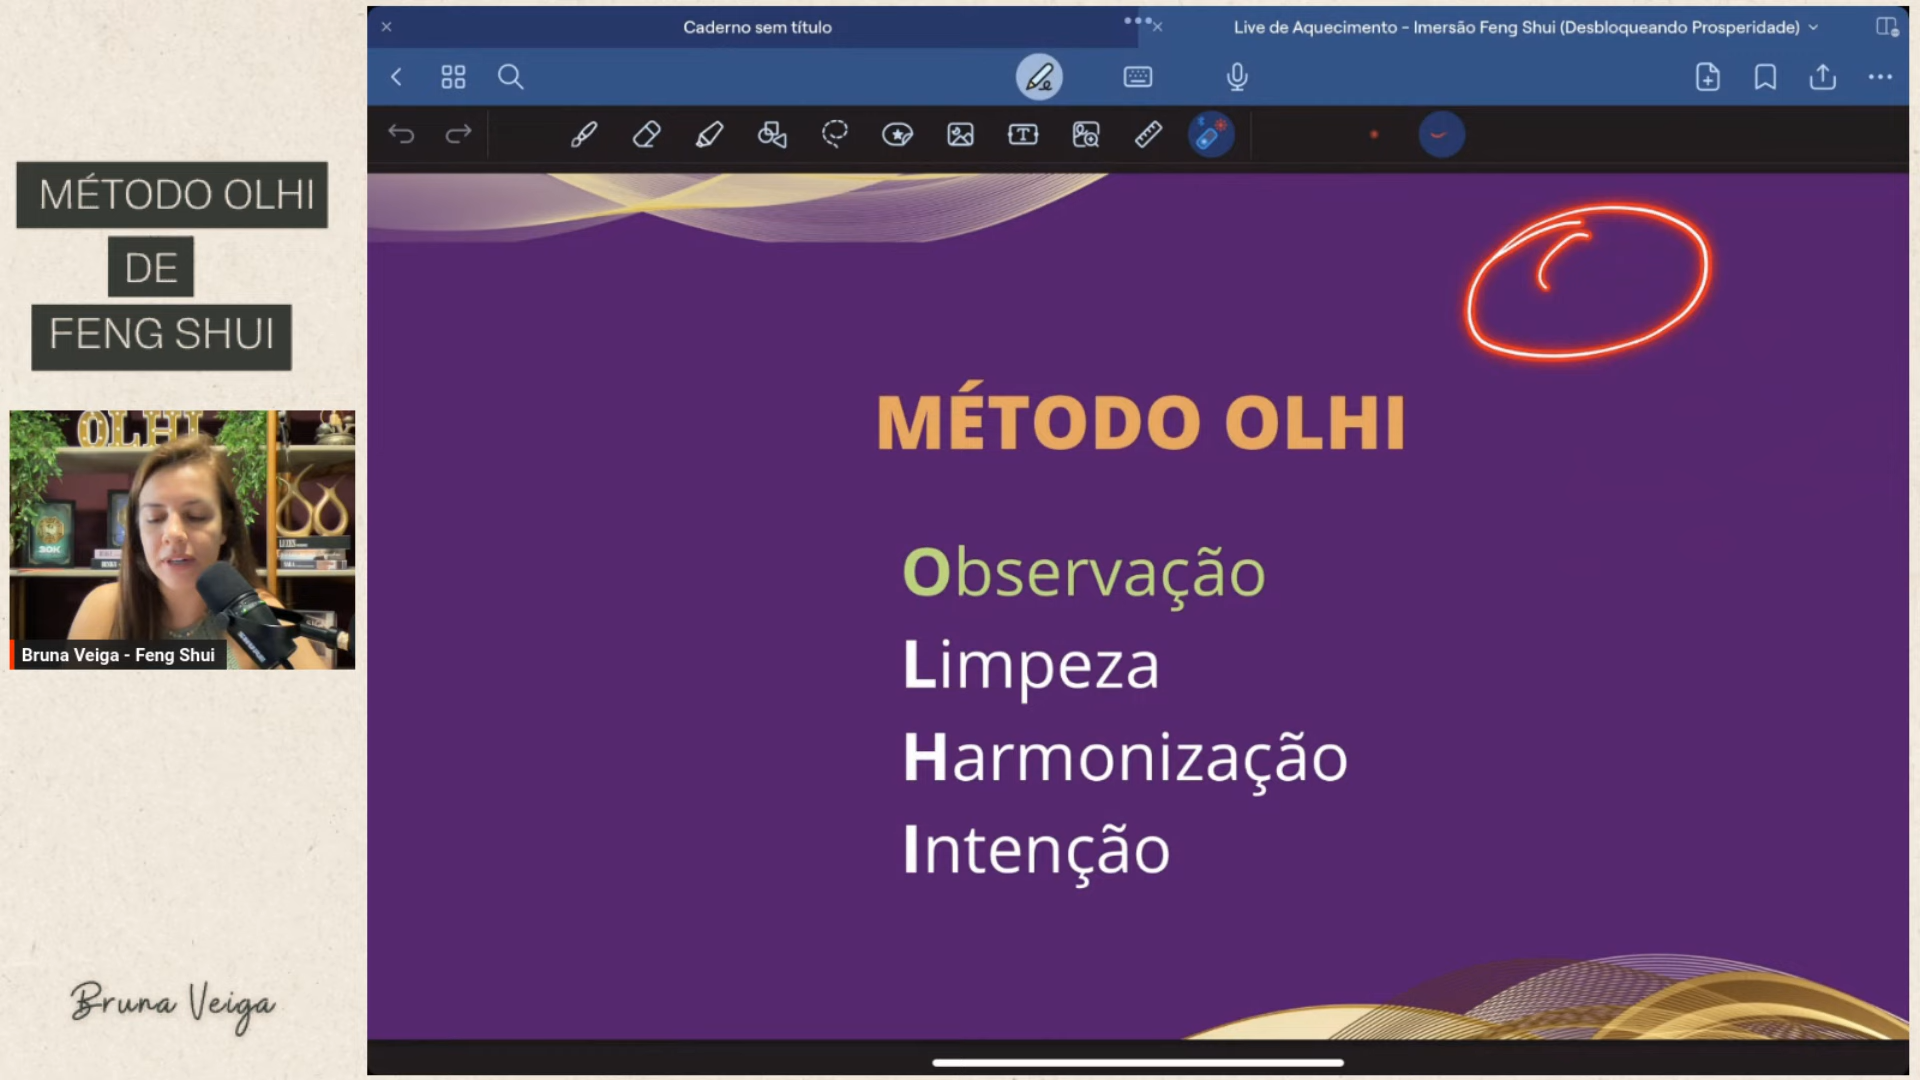 MÉTODO OLHI
DE
FENG SHUI
OLHI
Bruna Veiga - Feng Shui
Bruna Veiga
Caderno sem título
Live de Aquecimento - Imersão Feng Shui (Desbloqueando Prosperidade)
MÉTODO OLHI
Observação
Limpeza
Harmonização
Intenção